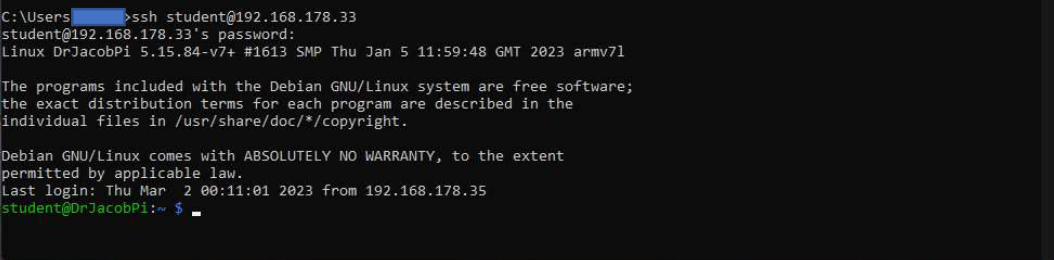 C:\Users >ssh student@192.168.178.33
student@192.168.178.33's password:
Linux DrJacobPi 5.15.84-v7+ #1613 SMP Thu Jan 5 11:59:48 GMT 2023 armv7l
The programs included with the Debian GNU/Linux system are free software;
the exact distribution terms for each program are described in the
individual files in /usr/share/doc/*/copyright.
Debian GNU/Linux comes with ABSOLUTELY NO WARRANTY, to the extent
permitted by applicable law.
Last login: Thu Mar  2 00:11:01 2023 from 192.168.178.35
student@DrJacobPi:~ $